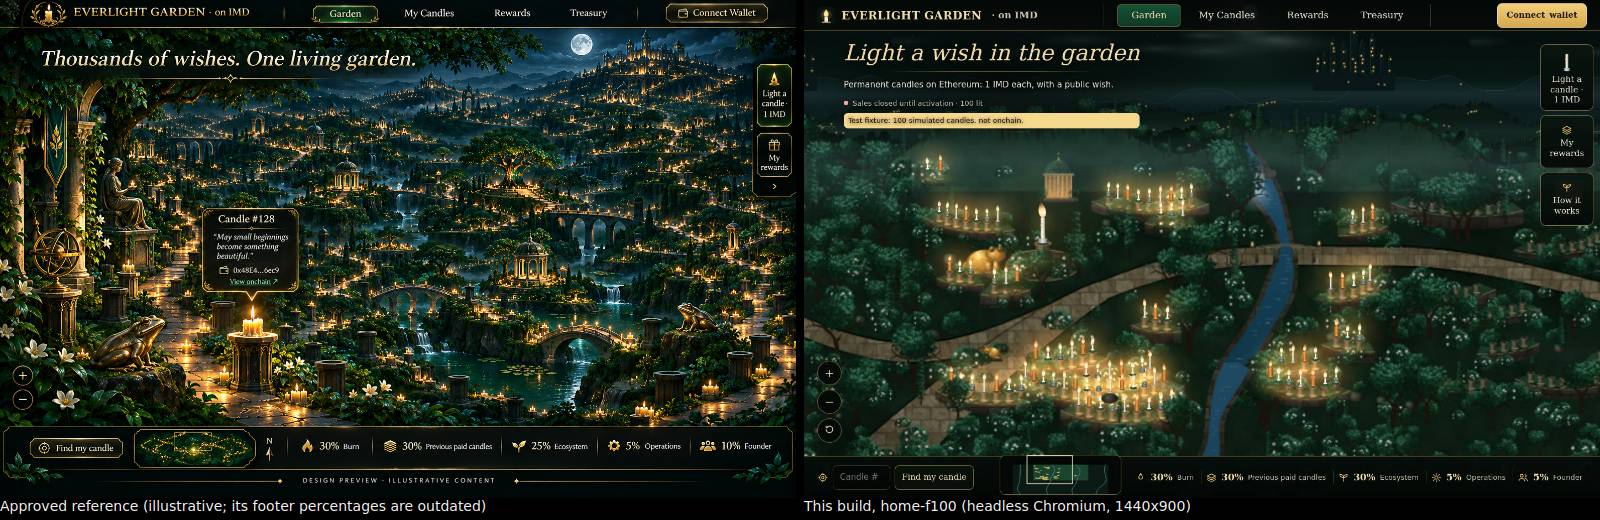 EVERLIGHT GARDEN · on IMD
Garden
My Candles
Rewards
Treasury
Connect Wallet
Thousands of wishes. One living garden.
Light a
candle ·
1 IMD
My
rewards
Candle #128
“May small beginnings
become something
beautiful.”
0x48E4...6ec9
View onchain ↗
Find my candle
N
30% Burn
30% Previous paid candles
25% Ecosystem
5% Operations
10% Founder
DESIGN PREVIEW · ILLUSTRATIVE CONTENT
Approved reference (illustrative; its footer percentages are outdated)
EVERLIGHT GARDEN · on IMD
Garden
My Candles
Rewards
Treasury
Connect wallet
Light a wish in the garden
Permanent candles on Ethereum: 1 IMD each, with a public wish.
Sales closed until activation · 100 lit
Test fixture: 100 simulated candles, not onchain.
Light a
candle ·
1 IMD
My
rewards
How it
works
Candle #
Find my candle
30% Burn
30% Previous paid candles
30% Ecosystem
5% Operations
5% Founder
This build, home-f100 (headless Chromium, 1440x900)